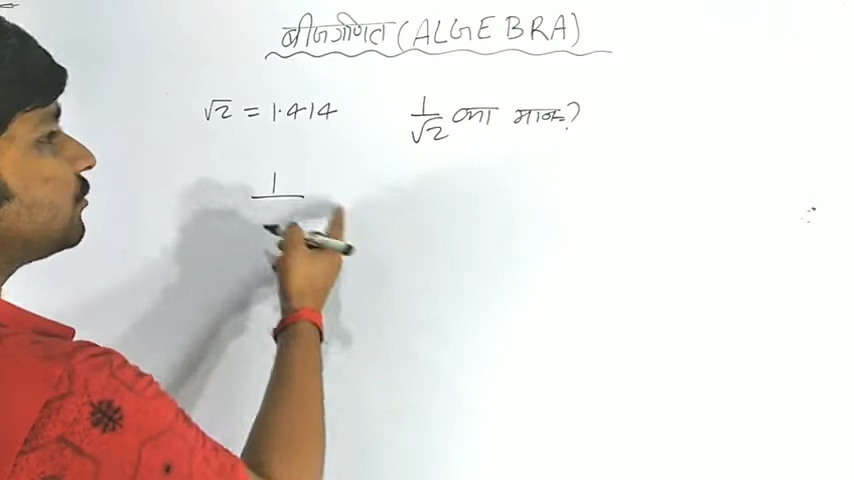 बीजगणित (ALGEBRA)
√2 = 1.414 1/√2 का मान=?
1